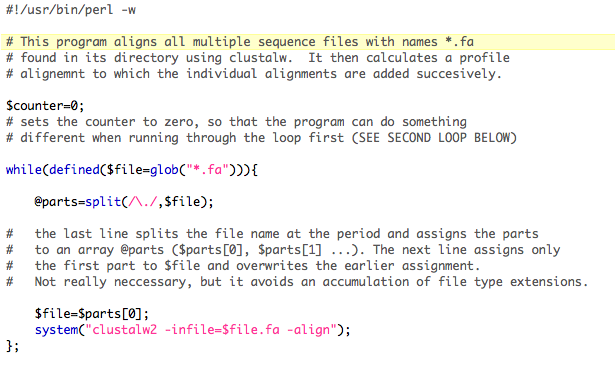 #!/usr/bin/perl -w
# This program aligns all multiple sequence files with names *.fa
# found in its directory using clustalw.  It then calculates a profile
# alignemnt to which the individual alignments are added succesively.
$counter=0;
# sets the counter to zero, so that the program can do something
# different when running through the loop first (SEE SECOND LOOP BELOW)
while(defined($file=glob("*.fa"))){
@parts=split(/\./,$file);
#   the last line splits the file name at the period and assigns the parts
#   to an array @parts ($parts[0], $parts[1] ...). The next line assigns only
#   the first part to $file and overwrites the earlier assignment.
#   Not really neccessary, but it avoids an accumulation of file type extensions.
$file=$parts[0];
system("clustalw2 -infile=$file.fa -align");
};